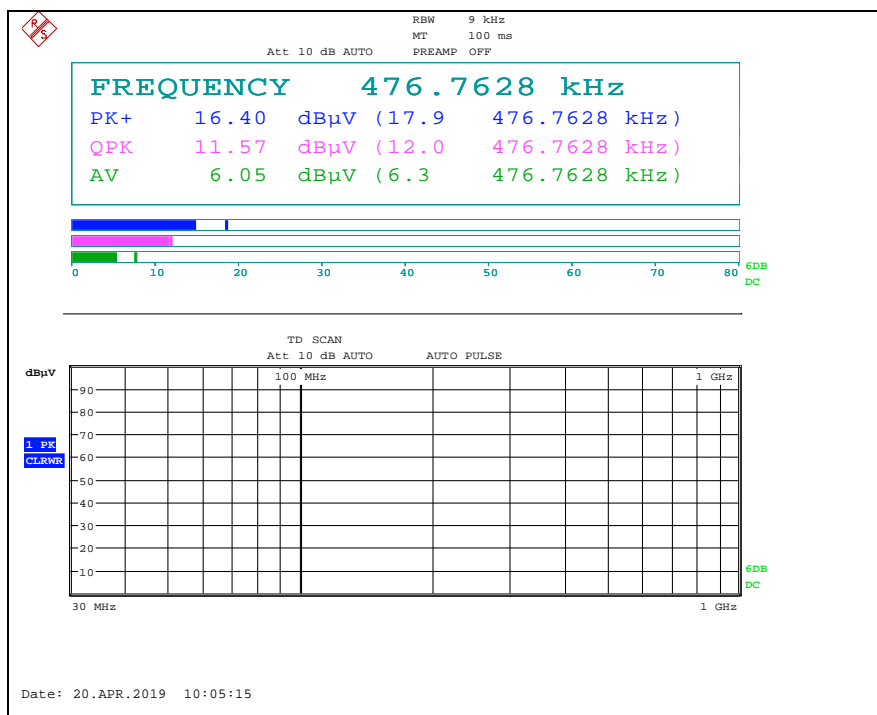 R
S
RBW 9 kHz
MT 100 ms
Att 10 dB AUTO PREAMP OFF
FREQUENCY 476.7628 kHz
PK+ 16.40 dBµV (17.9 476.7628 kHz)
QPK 11.57 dBµV (12.0 476.7628 kHz)
AV 6.05 dBµV (6.3 476.7628 kHz)
0 10 20 30 40 50 60 70 80
6DB
DC
TD SCAN
Att 10 dB AUTO AUTO PULSE
dBµV
100 MHz 1 GHz
90
80
70
1 PK
CLRWR
60
50
40
30
20
10
6DB
DC
30 MHz 1 GHz
Date: 20.APR.2019 10:05:15